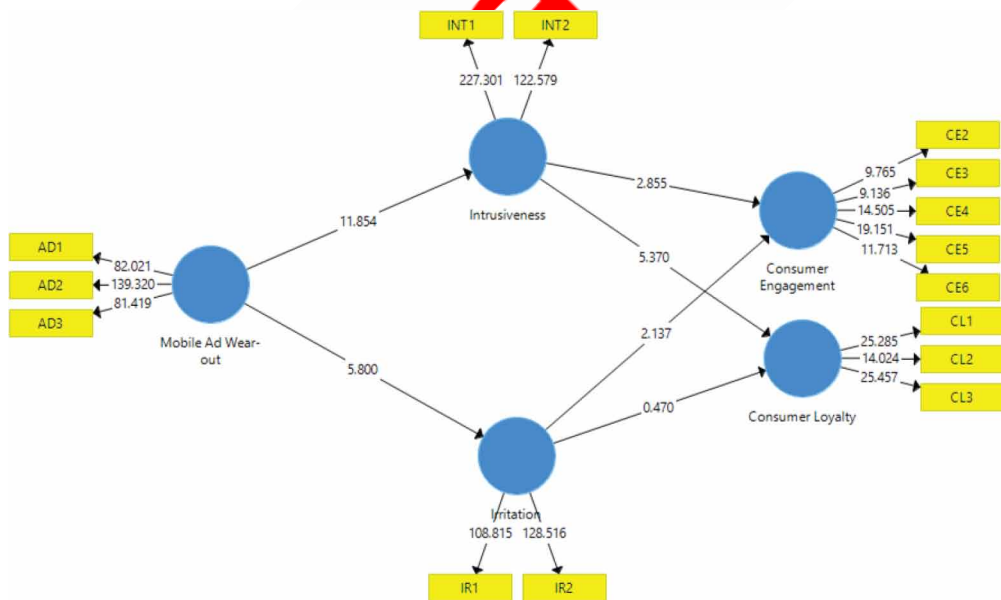 INT1
INT2
227.301
122.579
Intrusiveness
AD1
AD2
AD3
82.021
139.320
81.419
Mobile Ad Wear-
out
11.854
5.800
2.855
5.370
2.137
0.470
CE2
CE3
CE4
CE5
CE6
9.765
9.136
14.505
19.151
11.713
Consumer
Engagement
CL1
CL2
CL3
25.285
14.024
25.457
Consumer Loyalty
Irritation
108.815
128.516
IR1
IR2